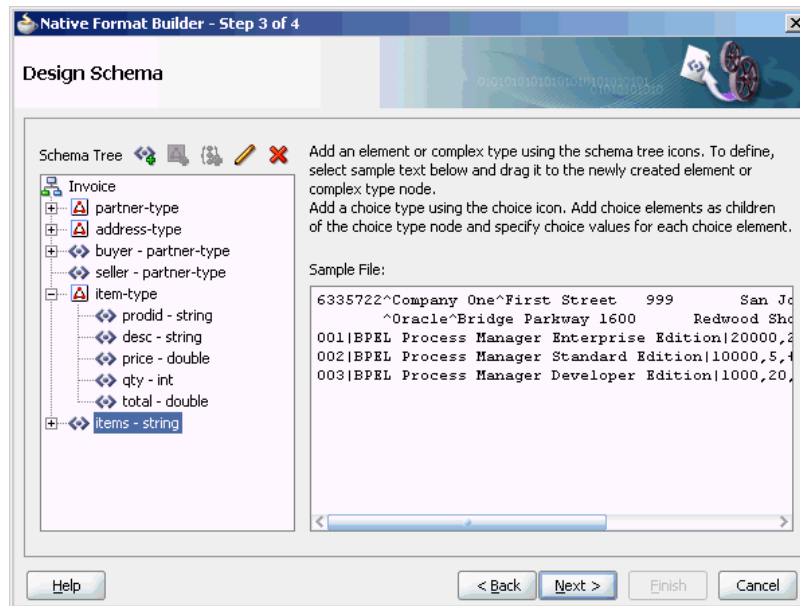 Native Format Builder - Step 3 of 4
Design Schema
Schema Tree
Invoice
partner-type
address-type
buyer - partner-type
seller - partner-type
item-type
prodid - string
desc - string
price - double
qty - int
total - double
items - string
Add an element or complex type using the schema tree icons. To define,
select sample text below and drag it to the newly created element or
complex type node.
Add a choice type using the choice icon. Add choice elements as children
of the choice type node and specify choice values for each choice element.
Sample File:
6335722^Company One^First Street 999 San Jo
^Oracle^Bridge Parkway 1600 Redwood Sho
001|BPEL Process Manager Enterprise Edition|20000,2
002|BPEL Process Manager Standard Edition|10000,5,
003|BPEL Process Manager Developer Edition|1000,20,
Help
< Back
Next >
Finish
Cancel